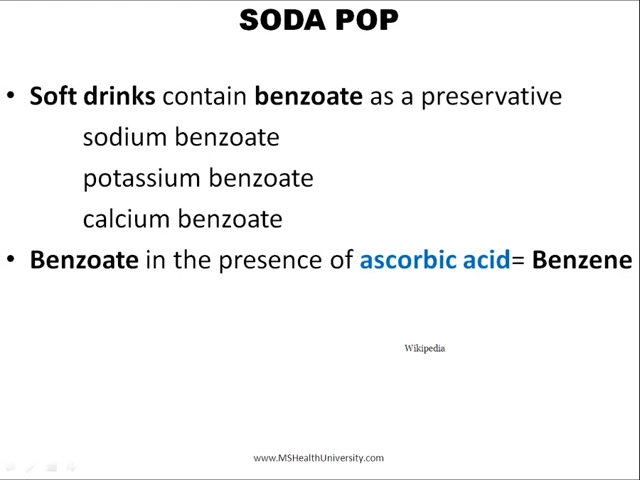 SODA POP
• Soft drinks contain benzoate as a preservative
sodium benzoate
potassium benzoate
calcium benzoate
• Benzoate in the presence of ascorbic acid= Benzene
Wikipedia
www.MSHealthUniversity.com